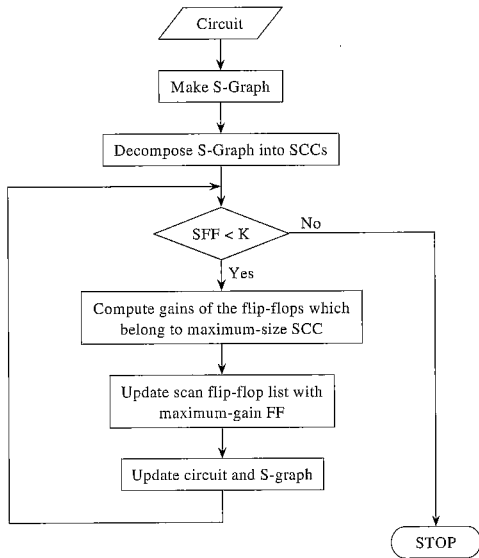 Circuit
Make S-Graph
Decompose S-Graph into SCCs
SFF < K
No
Yes
Compute gains of the flip-flops which
belong to maximum-size SCC
Update scan flip-flop list with
maximum-gain FF
Update circuit and S-graph
STOP